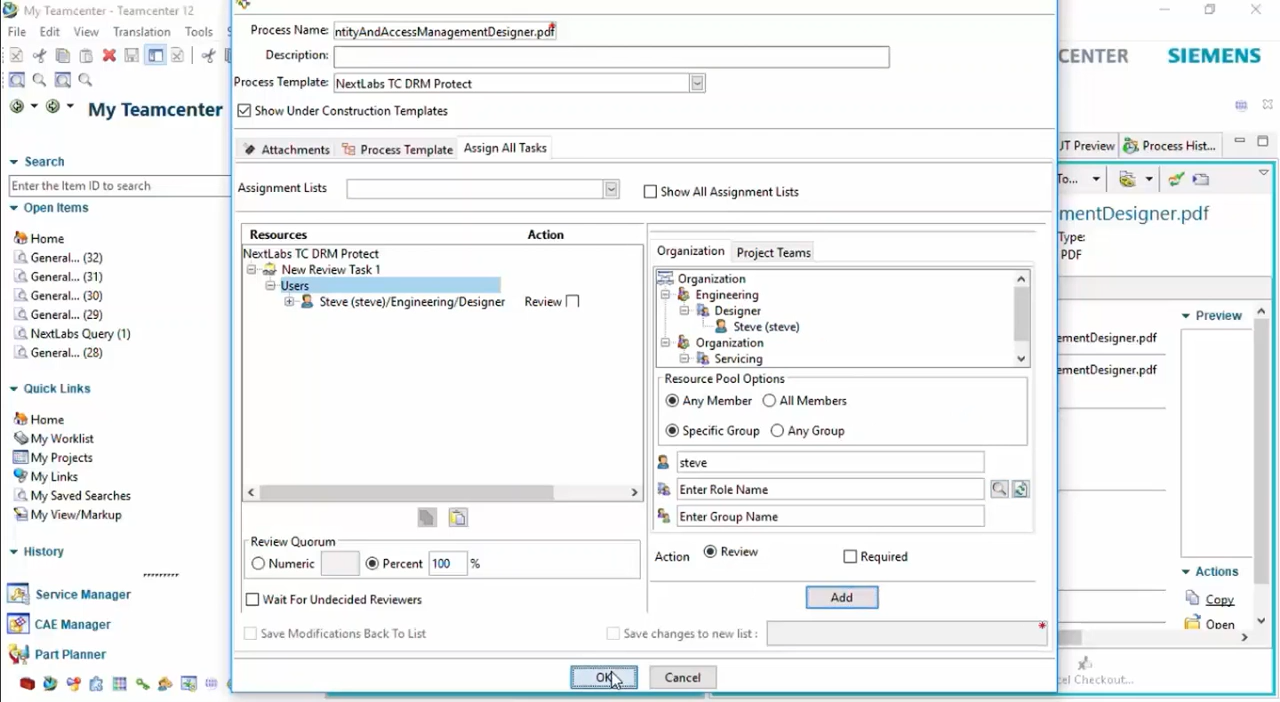 My Teamcenter - Teamcenter 12
File Edit View Translation Tools
My Teamcenter
Search
Enter the Item ID to search
Open Items
Home
General... (32)
General... (31)
General... (30)
General... (29)
NextLabs Query (1)
General... (28)
Quick Links
Home
My Worklist
My Projects
My Links
My Saved Searches
My View/Markup
History
Service Manager
CAE Manager
Part Planner
Process Name: ntityAndAccessManagementDesigner.pdf *
Description:
Process Template: NextLabs TC DRM Protect
Show Under Construction Templates
Attachments Process Template Assign All Tasks
Assignment Lists Show All Assignment Lists
Resources Action
NextLabs TC DRM Protect
New Review Task 1
Users
Steve (steve)/Engineering/Designer Review
Review Quorum
Numeric Percent 100 %
Wait For Undecided Reviewers
Organization Project Teams
Organization
Engineering
Designer
Steve (steve)
Organization
Servicing
Resource Pool Options
Any Member All Members
Specific Group Any Group
steve
Enter Role Name
Enter Group Name
Action Review Required
Add
Save Modifications Back To List Save changes to new list : *
OK Cancel
CENTER SIEMENS
JT Preview Process Hist...
To...
mentDesigner.pdf
Type:
PDF
Preview
ementDesigner.pdf
ementDesigner.pdf
Actions
Copy
Open
cel Checkout...